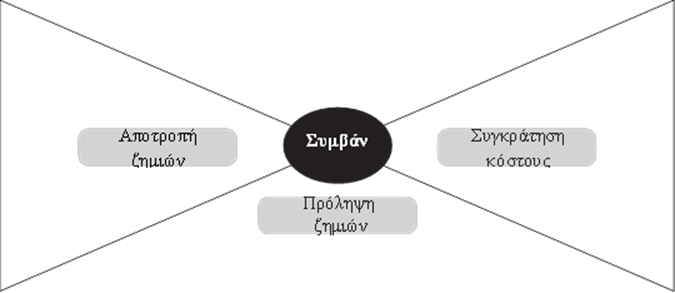 Αποτροπή
ζημιών
Συμβάν
Συγκράτηση
κόστους
Πρόληψη
ζημιών